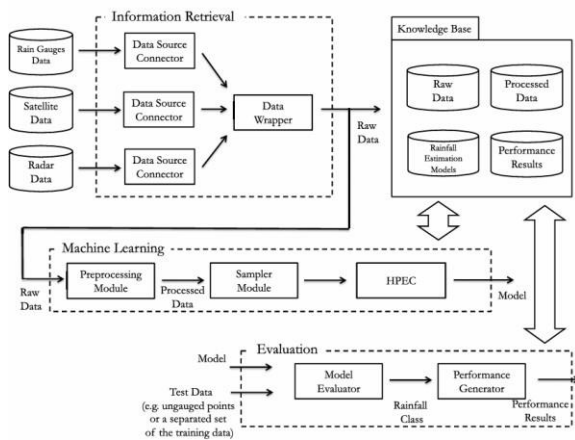 Information Retrieval
Rain Gauges
Data
Data Source
Connector
Satellite
Data
Data Source
Connector
Radar
Data
Data Source
Connector
Data
Wrapper
Raw
Data
Knowledge Base
Raw
Data
Processed
Data
Rainfall
Estimation
Models
Performance
Results
Machine Learning
Raw
Data
Preprocessing
Module
Processed
Data
Sampler
Module
HPEC
Model
Evaluation
Model
Test Data
(e.g. ungauged points
or a separated set
of the training data)
Model
Evaluator
Rainfall
Class
Performance
Generator
Performance
Results